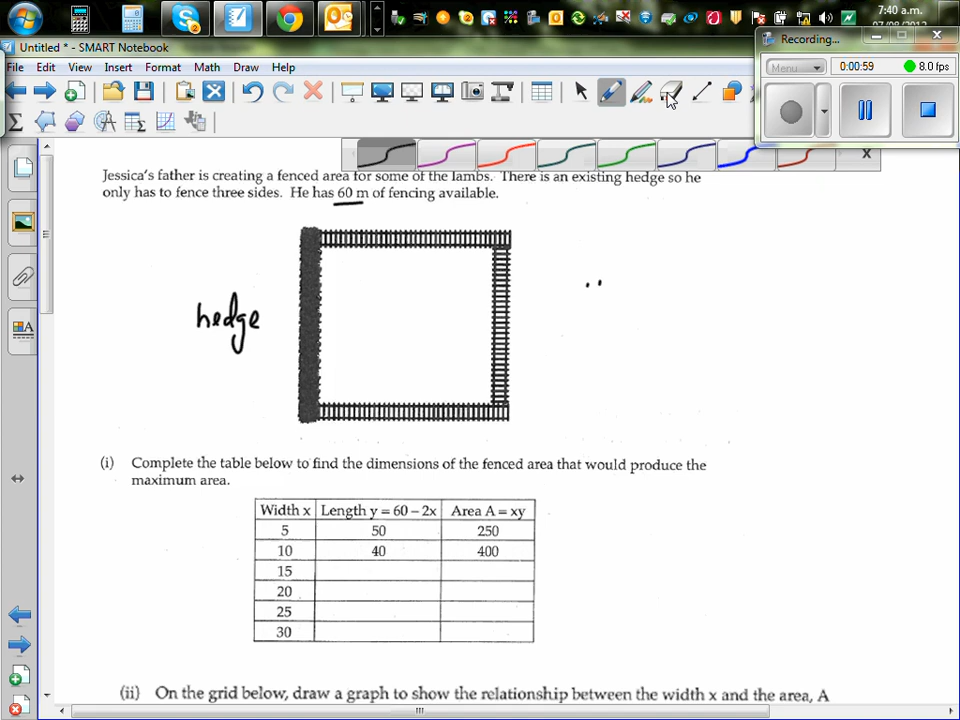 7:40 a.m.
07/08/2012
Untitled * - SMART Notebook
Recording...
File Edit View Insert Format Math Draw Help
Menu
0:00:59
8.0 fps
x
Jessica's father is creating a fenced area for some of the lambs. There is an existing hedge so he
only has to fence three sides. He has 60 m of fencing available.
hedge
(i) Complete the table below to find the dimensions of the fenced area that would produce the
maximum area.
Width x Length y = 60 – 2x Area A = xy
5 50 250
10 40 400
15
20
25
30
(ii) On the grid below, draw a graph to show the relationship between the width x and the area, A